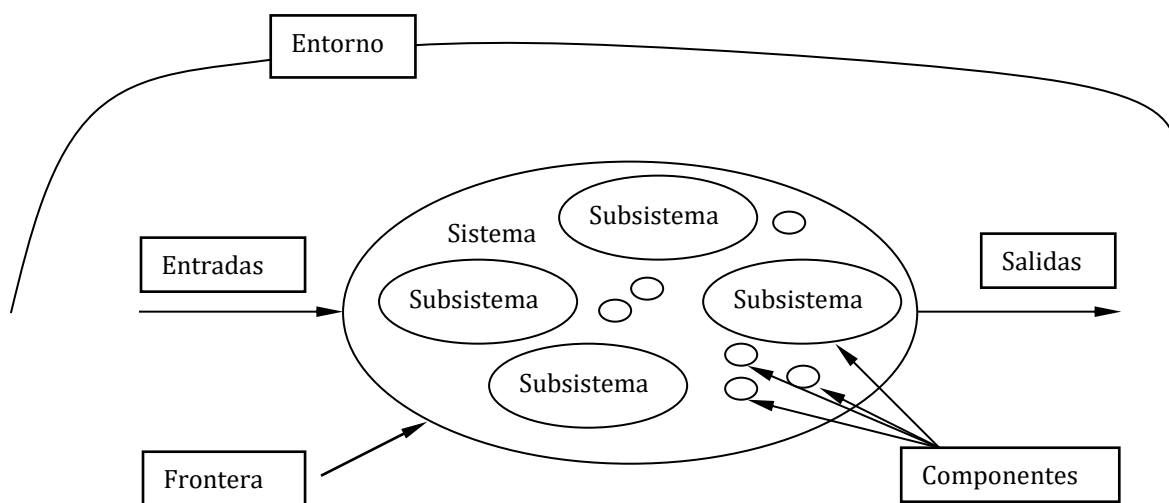 Entorno
Subsistema
Sistema
Entradas
Salidas
Subsistema
Subsistema
Subsistema
Frontera
Componentes